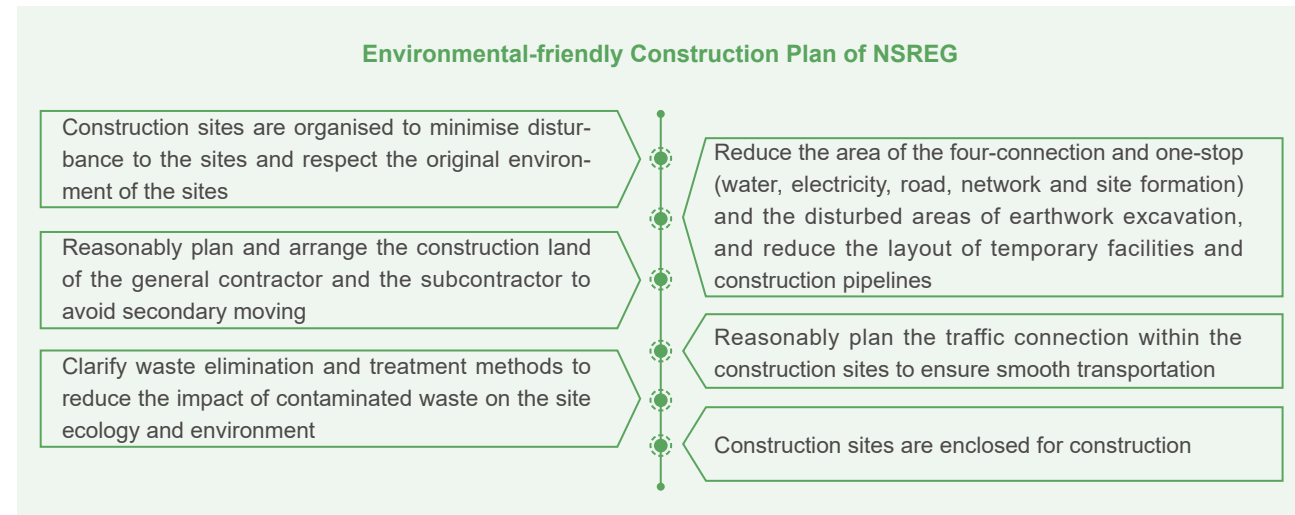 Environmental-friendly Construction Plan of NSREG
Construction sites are organised to minimise distur-
bance to the sites and respect the original environ-
ment of the sites
Reduce the area of the four-connection and one-stop
(water, electricity, road, network and site formation)
and the disturbed areas of earthwork excavation,
and reduce the layout of temporary facilities and
construction pipelines
Reasonably plan and arrange the construction land
of the general contractor and the subcontractor to
avoid secondary moving
Reasonably plan the traffic connection within the
construction sites to ensure smooth transportation
Clarify waste elimination and treatment methods to
reduce the impact of contaminated waste on the site
ecology and environment
Construction sites are enclosed for construction